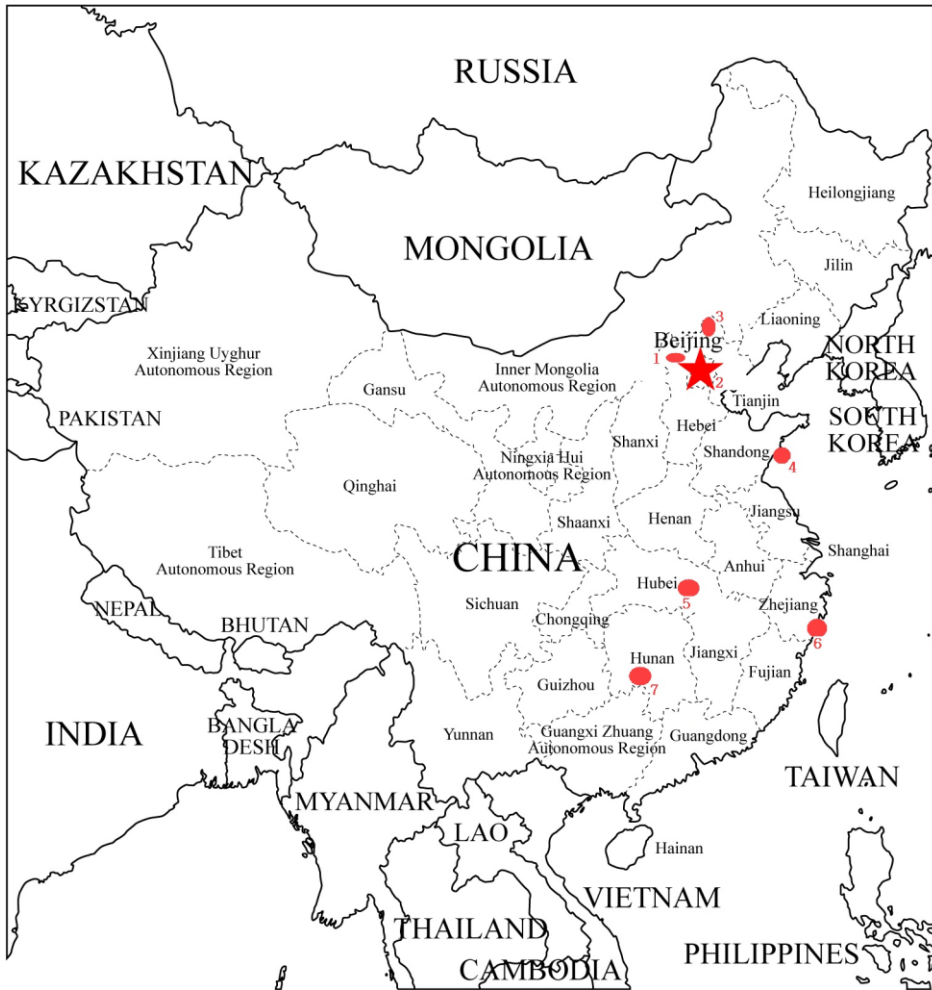 RUSSIA
KAZAKHSTAN
Heilongjiang
MONGOLIA
Jilin
KYRGIZSTAN
3
Liaoning
Beijing
NORTH
KOREA
Xinjiang Uyghur
Autonomous Region
1
Inner Mongolia
Autonomous Region
2
Gansu
Tianjin
PAKISTAN
SOUTH
KOREA
Hebei
Shanxi
Shandong
Ningxia Hui
Autonomous Region
4
Qinghai
Jiangsu
Shaanxi
Henan
Shanghai
Tibet
Autonomous Region
CHINA
Anhui
Hubei
5
Sichuan
Zhejiang
NEPAL
Chongqing
BHUTAN
6
Hunan
Jiangxi
Fujian
Guizhou
7
INDIA
BANGLA
DESH
Yunnan
Guangxi Zhuang
Autonomous Region
Guangdong
TAIWAN
MYANMAR
LAO
Hainan
VIETNAM
THAILAND
PHILIPPINES
CAMBODIA